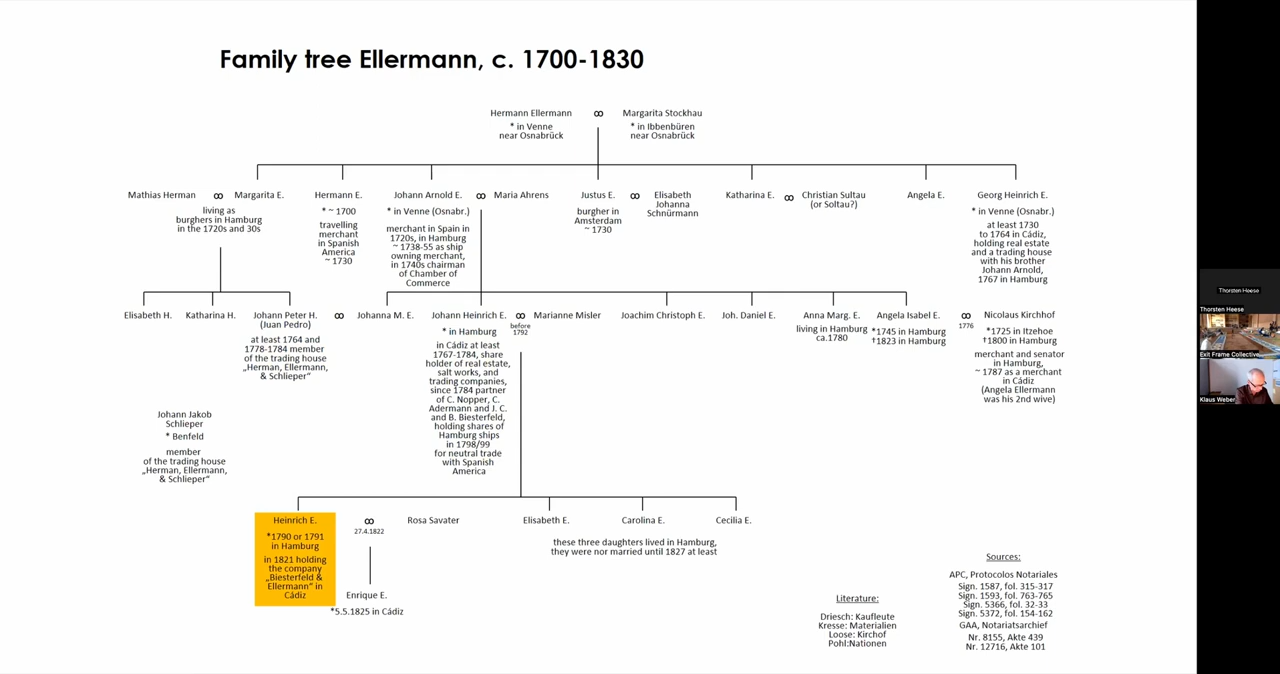 Family tree Ellermann, c. 1700-1830
Hermann Ellermann
∞
Margarita Stockhau
* in Venne
near Osnabrück
* in Ibbenbüren
near Osnabrück
Mathias Herman
∞
Margarita E.
living as
burghers in Hamburg
in the 1720s and 30s
Hermann E.
* ~ 1700
travelling
merchant
in Spanish
America
~ 1730
Johann Arnold E.
* in Venne (Osnabr.)
merchant in Spain in
1720s, in Hamburg
~ 1738-55 as ship
owning merchant,
in 1740s chairman
of Chamber of
Commerce
∞
Maria Ahrens
Justus E.
burgher in
Amsterdam
~ 1730
∞
Elisabeth
Johanna
Schnürmann
Katharina E.
∞
Christian Sultau
(or Soltau?)
Angela E.
Georg Heinrich E.
* in Venne (Osnabr.)
at least 1730
to 1764 in Cádiz,
holding real estate
and a trading house
with his brother
Johann Arnold,
1767 in Hamburg
Elisabeth H.
Katharina H.
Johann Peter H.
(Juan Pedro)
at least 1764 and
1778-1784 member
of the trading house
„Herman, Ellermann,
& Schlieper“
∞
Johanna M. E.
Johann Heinrich E.
* in Hamburg
in Cádiz at least
1767-1784, share
holder of real estate,
salt works, and
trading companies,
since 1784 partner
of C. Nopper, C.
Adermann and J. C.
and B. Biesterfeld,
holding shares of
Hamburg ships
in 1798/99
for neutral trade
with Spanish
America
∞
before
1792
Marianne Misler
Joachim Christoph E.
Joh. Daniel E.
Anna Marg. E.
living in Hamburg
ca.1780
Angela Isabel E.
*1745 in Hamburg
†1823 in Hamburg
∞
1776
Nicolaus Kirchhof
*1725 in Itzehoe
†1800 in Hamburg
merchant and senator
in Hamburg,
~ 1787 as a merchant
in Cádiz
(Angela Ellermann
was his 2nd wive)
Johann Jakob
Schlieper
* Benfeld
member
of the trading house
„Herman, Ellermann,
& Schlieper“
Heinrich E.
*1790 or 1791
in Hamburg
in 1821 holding
the company
„Biesterfeld &
Ellermann“ in
Cádiz
∞
27.4.1822
Rosa Savater
Enrique E.
*5.5.1825 in Cádiz
Elisabeth E.
Carolina E.
Cecilia E.
these three daughters lived in Hamburg,
they were nor married until 1827 at least
Literature:
Driesch: Kaufleute
Kresse: Materialien
Loose: Kirchof
Pohl:Nationen
Sources:
APC, Protocolos Notariales
Sign. 1587, fol. 315-317
Sign. 1593, fol. 763-765
Sign. 5366, fol. 32-33
Sign. 5372, fol. 154-162
GAA, Notariatsarchief
Nr. 8155, Akte 439
Nr. 12716, Akte 101
Thorsten Heese
Thorsten Heese
Exit Frame Collective...
Klaus Weber